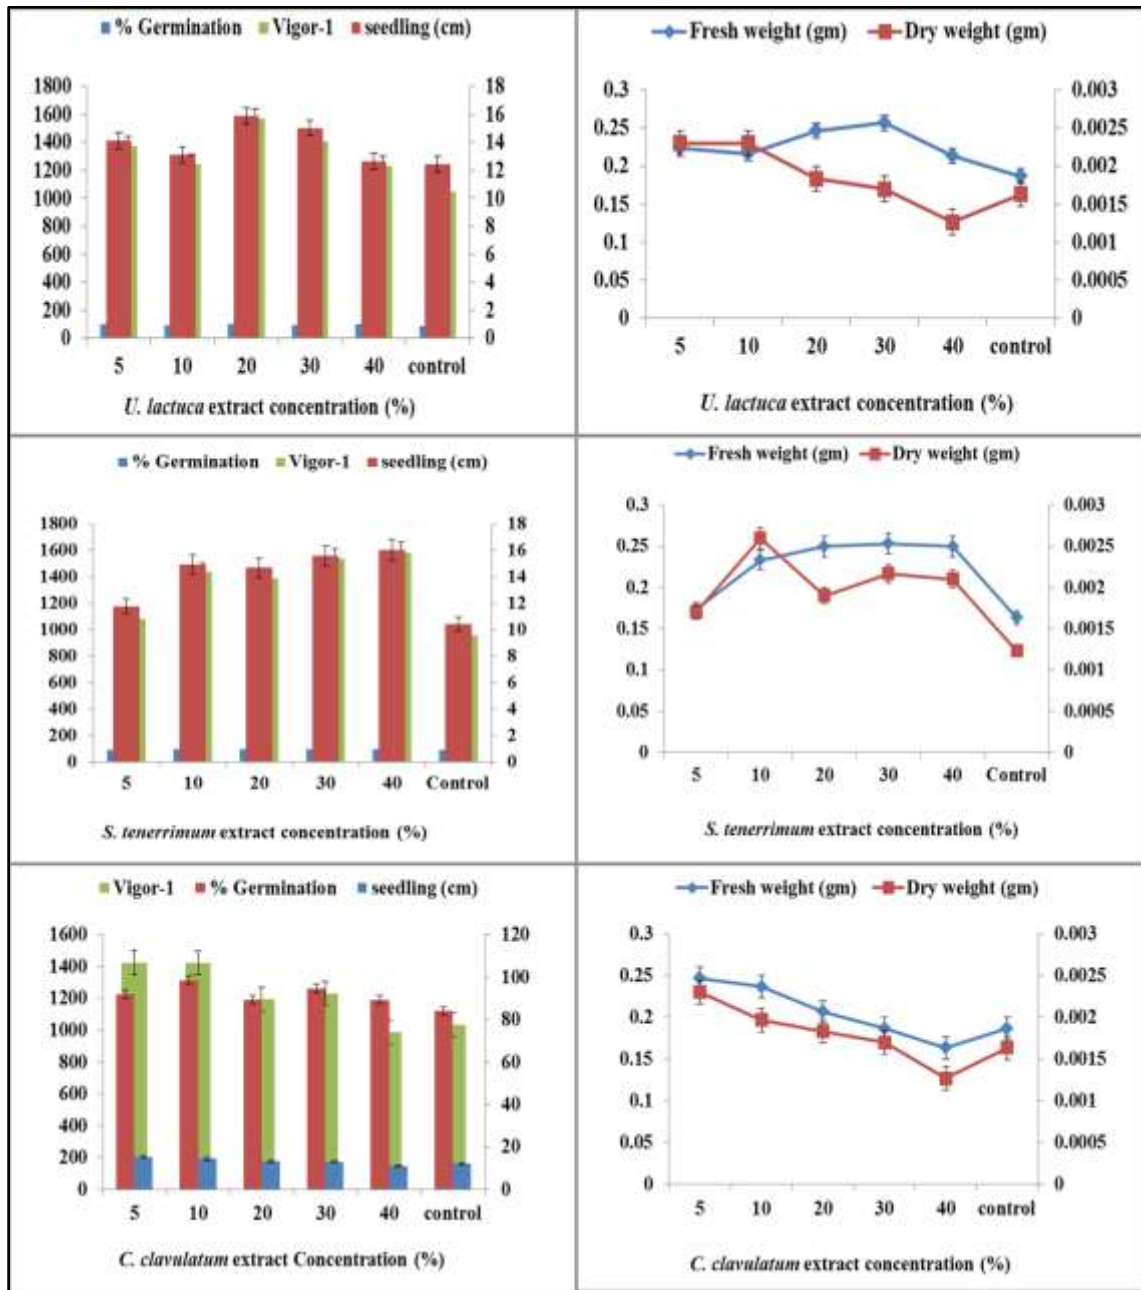 % Germination Vigor-1 seedling (cm)
1800 18
1600 16
1400 14
1200 12
1000 10
800 8
600 6
400 4
200 2
0 0
5 10 20 30 40 control
U. lactuca extract concentration (%)
Fresh weight (gm) Dry weight (gm)
0.3 0.003
0.25 0.0025
0.2 0.002
0.15 0.0015
0.1 0.001
0.05 0.0005
0 0
5 10 20 30 40 control
U. lactuca extract concentration (%)
% Germination Vigor-1 seedling (cm)
1800 18
1600 16
1400 14
1200 12
1000 10
800 8
600 6
400 4
200 2
0 0
5 10 20 30 40 Control
S. tenerrimum extract concentration (%)
Fresh weight (gm) Dry weight (gm)
0.3 0.003
0.25 0.0025
0.2 0.002
0.15 0.0015
0.1 0.001
0.05 0.0005
0 0
5 10 20 30 40 Control
S. tenerrimum extract concentration (%)
Vigor-1 % Germination seedling (cm)
1600 120
1400
1200 100
1000 80
800 60
600
400 40
200 20
0 0
5 10 20 30 40 control
C. clavulatum extract Concentration (%)
Fresh weight (gm) Dry weight (gm)
0.3 0.003
0.25 0.0025
0.2 0.002
0.15 0.0015
0.1 0.001
0.05 0.0005
0 0
5 10 20 30 40 control
C. clavulatum extract concentration (%)